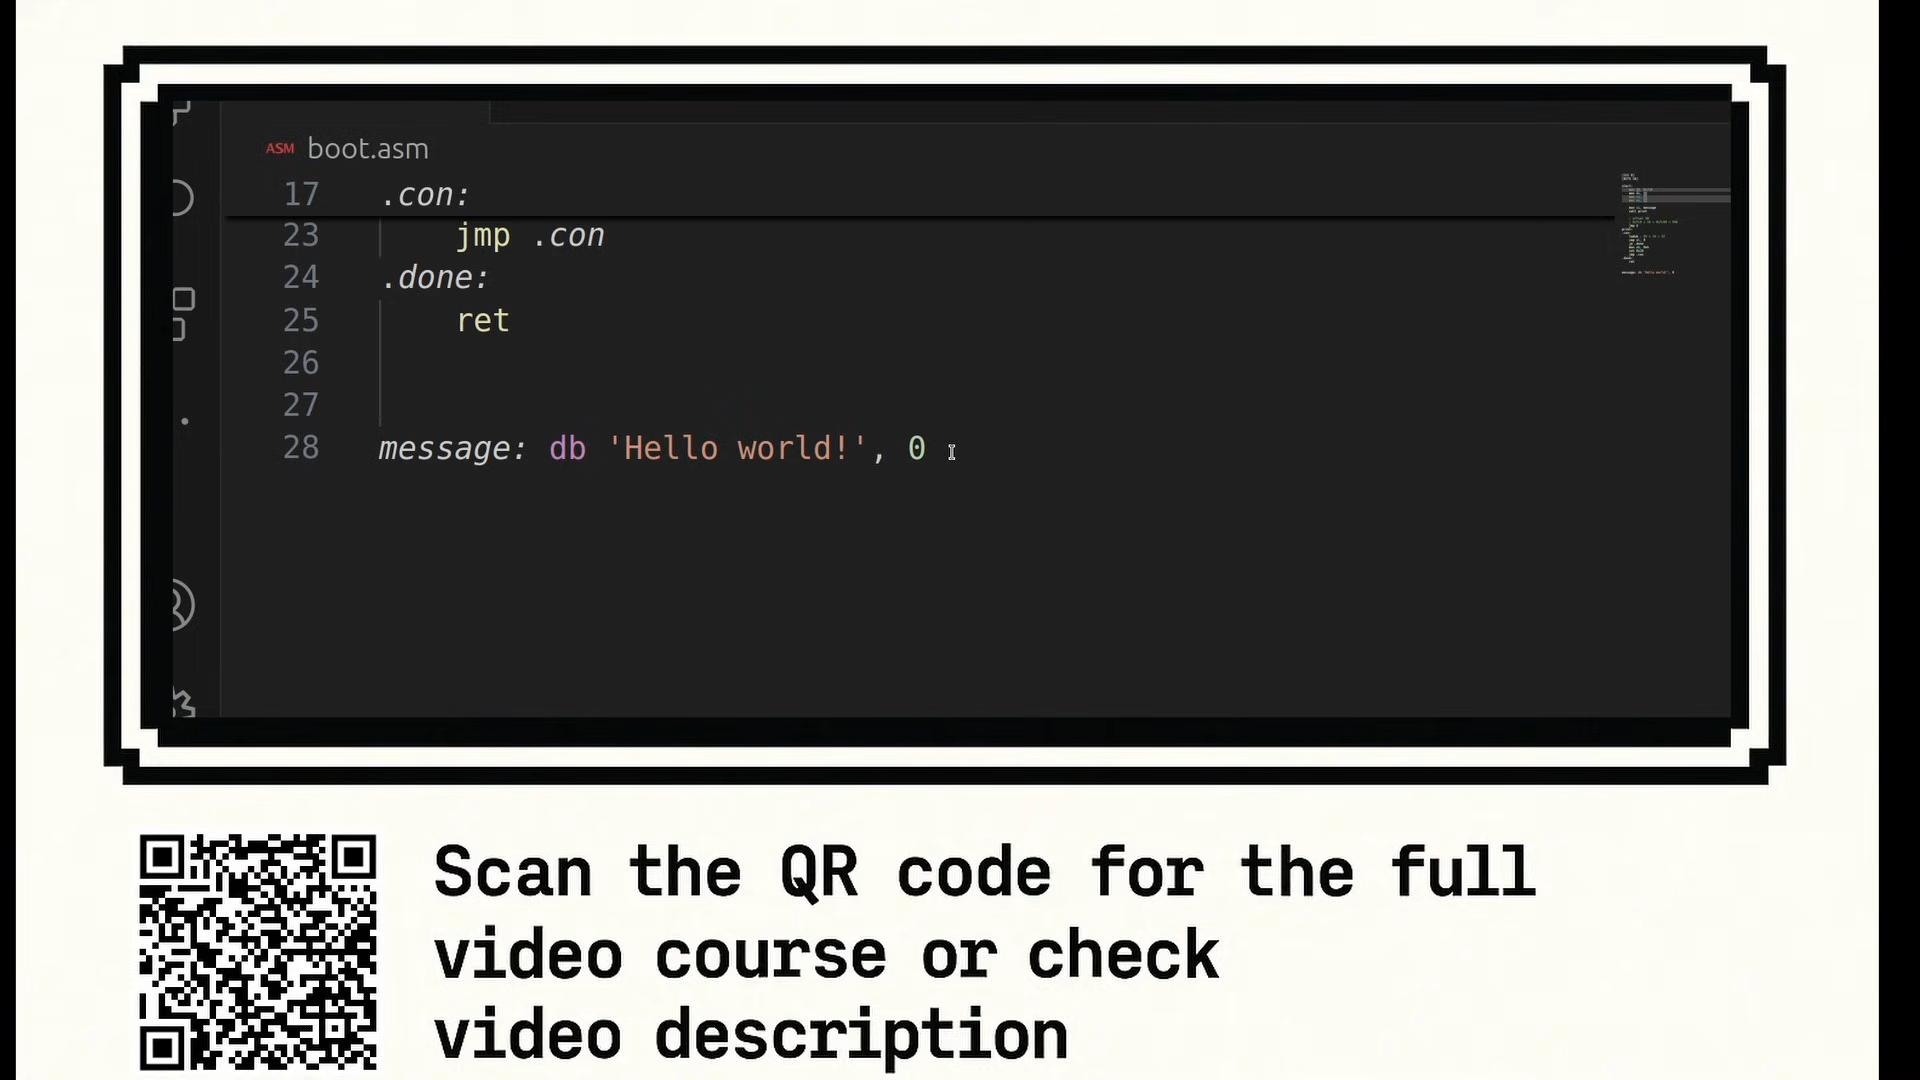 ASM boot.asm
17 .con:
23 jmp .con
24 .done:
25 ret
26
27
28 message: db 'Hello world!', 0
Scan the QR code for the full
video course or check
video description